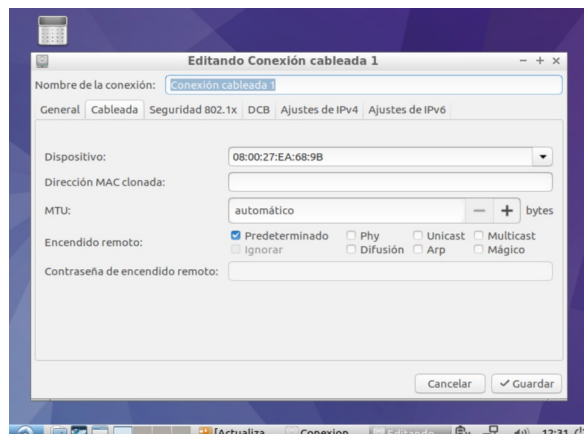 Editando Conexión cableada 1
Nombre de la conexión: Conexión cableada 1
General Cableada Seguridad 802.1x DCB Ajustes de IPv4 Ajustes de IPv6
Dispositivo: 08:00:27:EA:68:9B
Dirección MAC clonada:
MTU: automático bytes
Encendido remoto: Predeterminado Phy Unicast Multicast
Ignorar Difusión Arp Mágico
Contraseña de encendido remoto:
Cancelar Guardar
[Actualiza... Conexion... Editando... 12:31